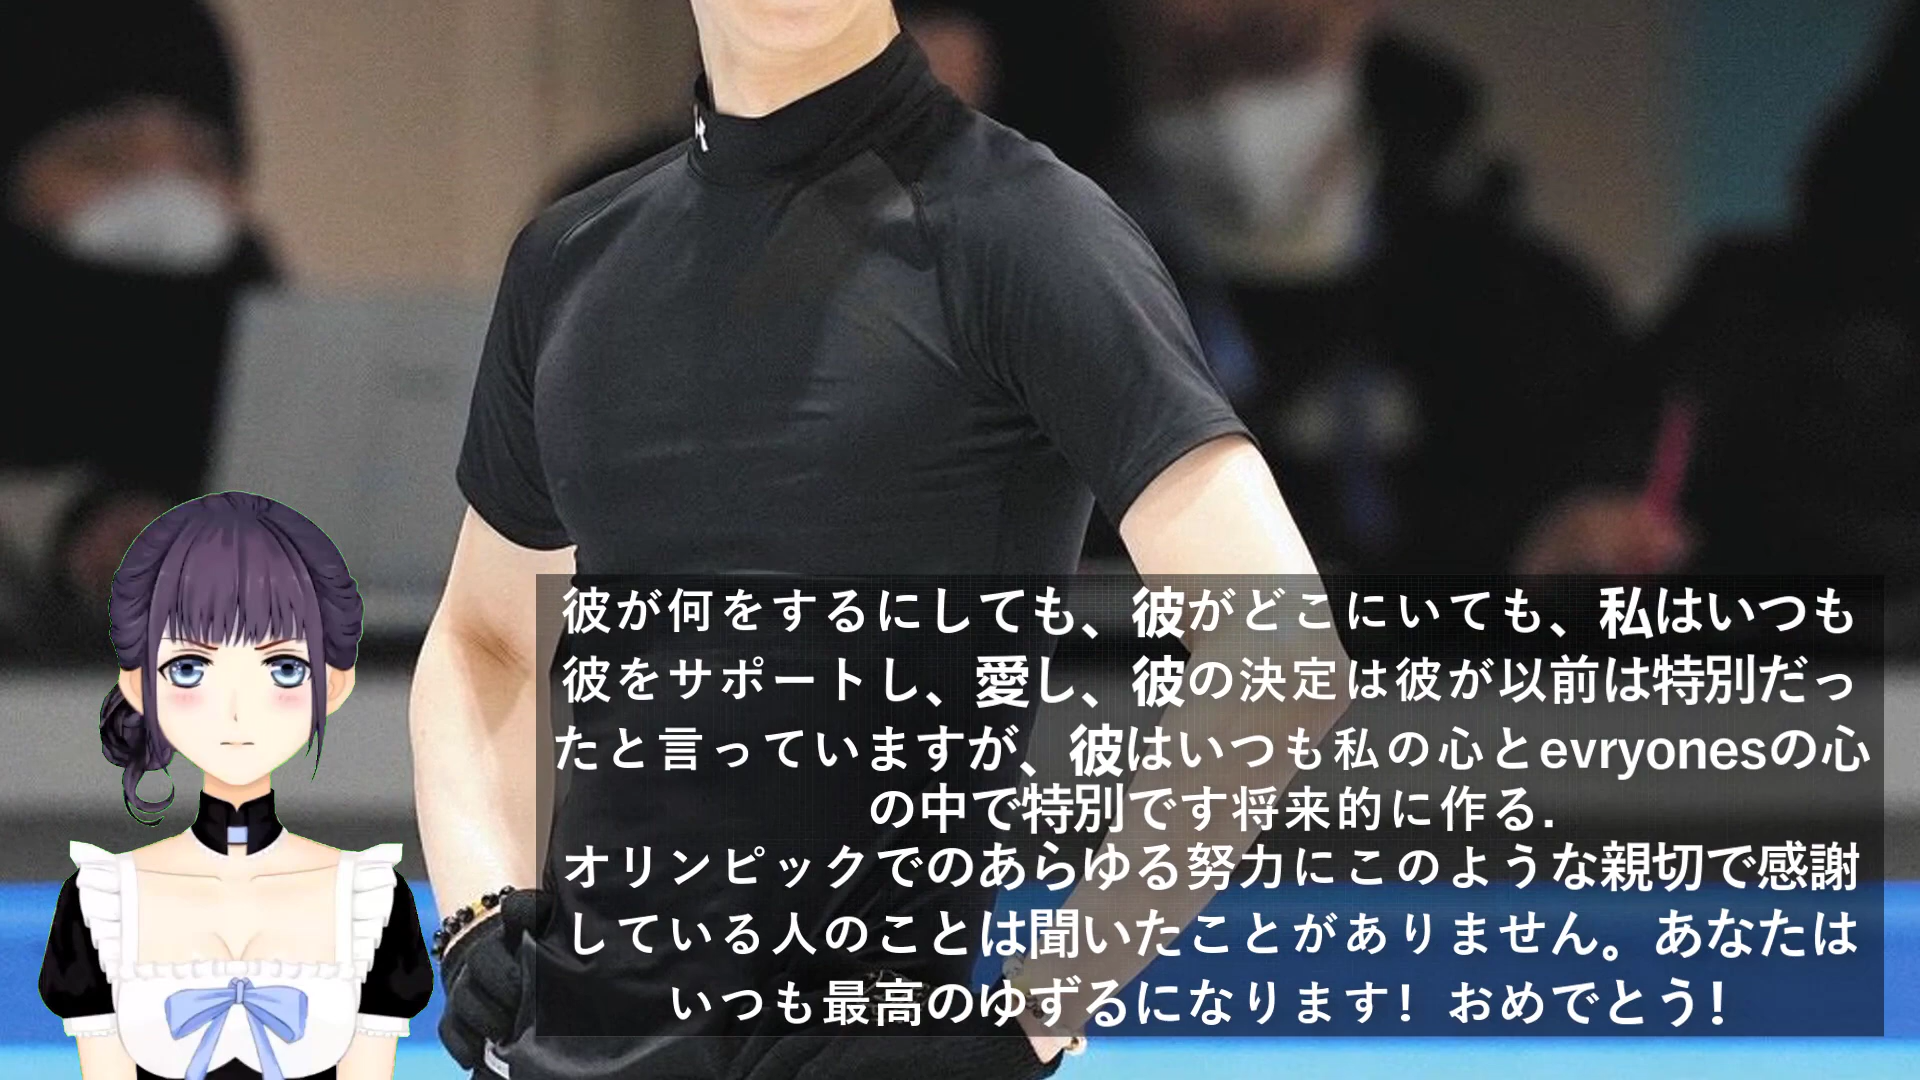 彼が何をするにしても、彼がどこにいても、私はいつも
彼をサポートし、愛し、彼の決定は彼が以前は特別だっ
たと言っていますが、彼はいつも私の心とevryonesの心
の中で特別です将来的に作る.
オリンピックでのあらゆる努力にこのような親切で感謝
している人のことは聞いたことがありません。あなたは
いつも最高のゆずるになります！おめでとう！